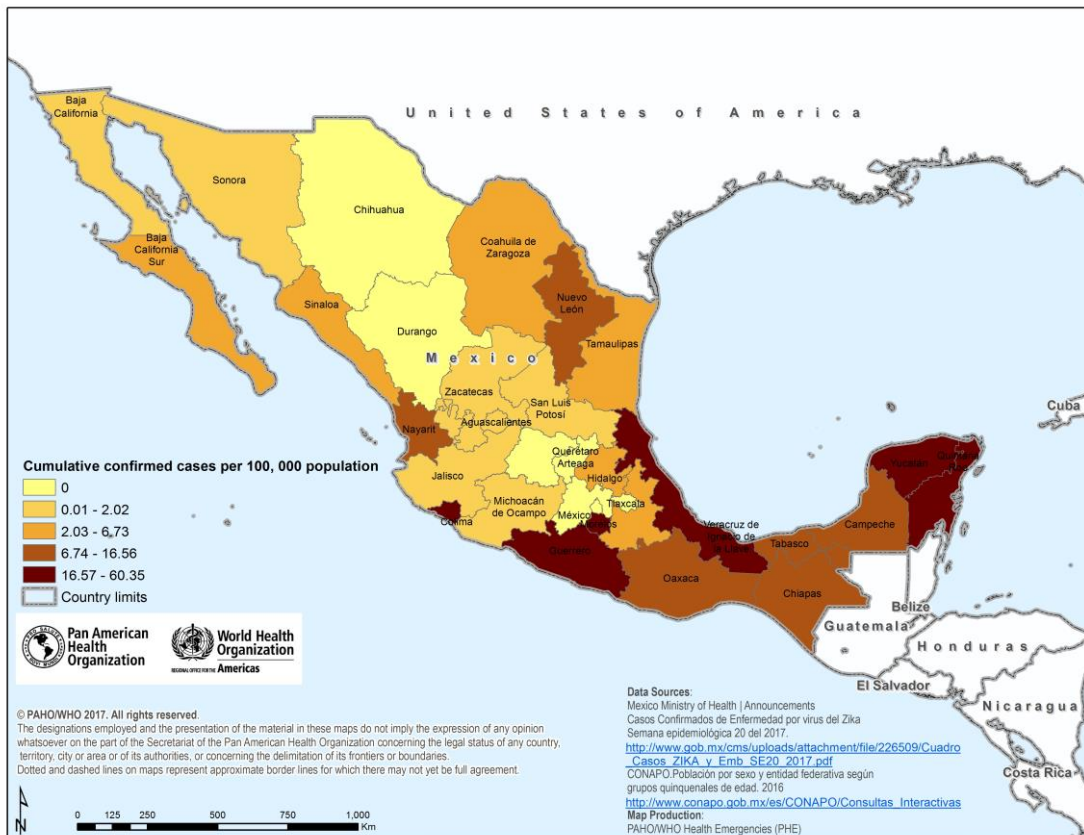 United States of America
Baja
California
Sonora
Chihuahua
Coahuila de
Zaragoza
Baja
California
Sur
Sinaloa
Nuevo
León
Durango
Tamaulipas
Mexico
Zacatecas
San Luis
Potosí
Aguascalientes
Nayarit
Cuba
Querétaro
Arteaga
Yucatán
Quintana
Roo
Hidalgo
Jalisco
Michoacán
de Ocampo
México
Tlaxcala
Colima
Morelos
Veracruz de
Ignacio de
la Llave
Campeche
Tabasco
Guerrero
Oaxaca
Chiapas
Belize
Guatemala
Honduras
El Salvador
Nicaragua
Costa Rica
Cumulative confirmed cases per 100, 000 population
0
0.01 - 2.02
2.03 - 6.73
6.74 - 16.56
16.57 - 60.35
Country limits
Pan American
Health
Organization
World Health
Organization
REGIONAL OFFICE FOR THE Americas
© PAHO/WHO 2017. All rights reserved.
The designations employed and the presentation of the material in these maps do not imply the expression of any opinion
whatsoever on the part of the Secretariat of the Pan American Health Organization concerning the legal status of any country,
territory, city or area or of its authorities, or concerning the delimitation of its frontiers or boundaries.
Dotted and dashed lines on maps represent approximate border lines for which there may not yet be full agreement.
N
0 125 250 500 750 1,000
Km
Data Sources:
Mexico Ministry of Health | Announcements
Casos Confirmados de Enfermedad por virus del Zika
Semana epidemiológica 20 del 2017.
http://www.gob.mx/cms/uploads/attachment/file/226509/Cuadro
_Casos_ZIKA_y_Emb_SE20_2017.pdf
CONAPO.Población por sexo y entidad federativa según
grupos quinquenales de edad. 2016
http://www.conapo.gob.mx/es/CONAPO/Consultas_Interactivas
Map Production:
PAHO/WHO Health Emergencies (PHE)